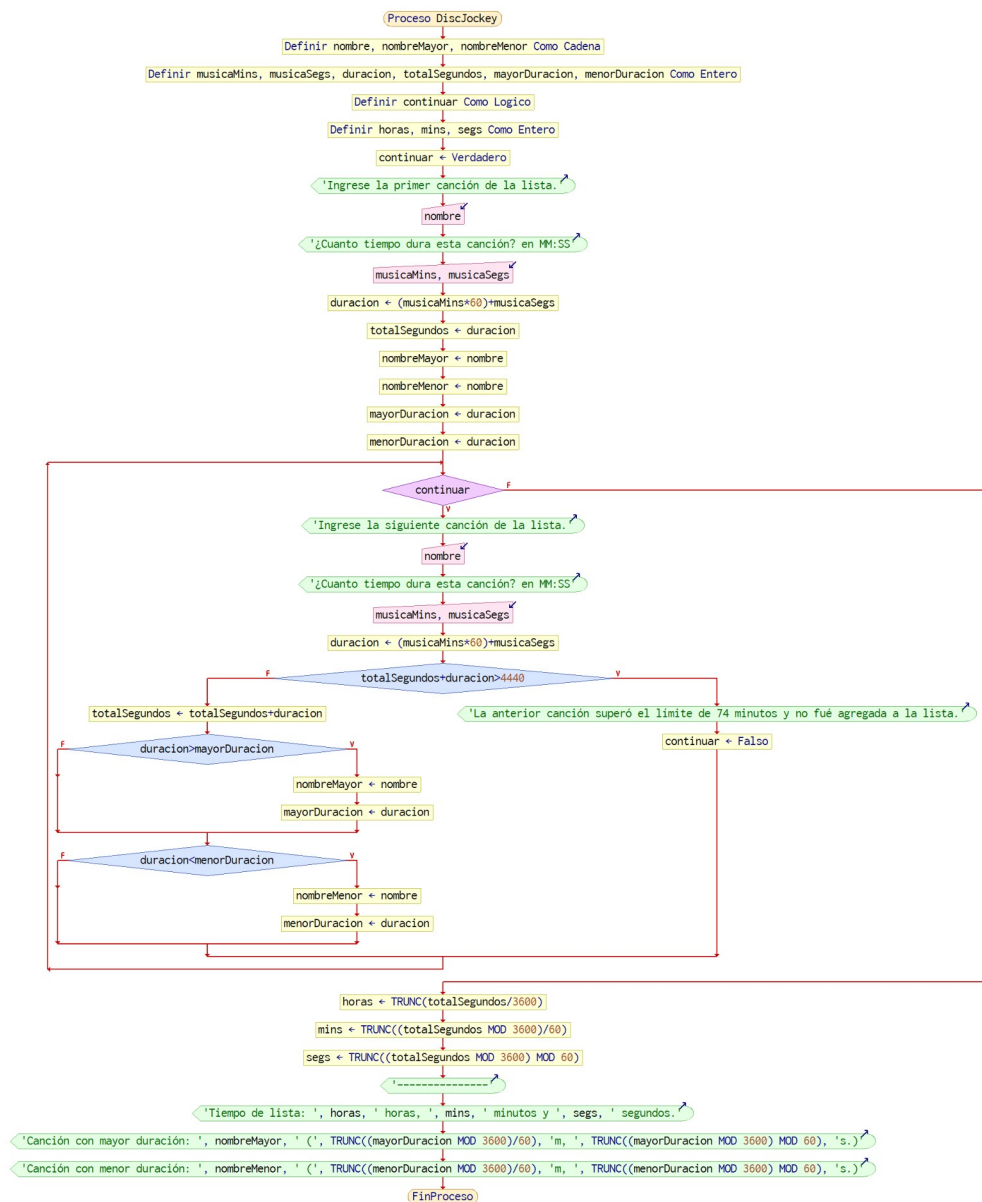 Proceso DiscJockey
Definir nombre, nombreMayor, nombreMenor Como Cadena
Definir musicaMins, musicaSegs, duracion, totalSegundos, mayorDuracion, menorDuracion Como Entero
Definir continuar Como Logico
Definir horas, mins, segs Como Entero
continuar ← Verdadero
'Ingrese la primer canción de la lista.'
nombre
'¿Cuanto tiempo dura esta canción? en MM:SS'
musicaMins, musicaSegs
duracion ← (musicaMins*60)+musicaSegs
totalSegundos ← duracion
nombreMayor ← nombre
nombreMenor ← nombre
mayorDuracion ← duracion
menorDuracion ← duracion
continuar F
V
'Ingrese la siguiente canción de la lista.'
nombre
'¿Cuanto tiempo dura esta canción? en MM:SS'
musicaMins, musicaSegs
duracion ← (musicaMins*60)+musicaSegs
F totalSegundos+duracion>4440 V
totalSegundos ← totalSegundos+duracion
'La anterior canción superó el limite de 74 minutos y no fué agregada a la lista.'
continuar ← Falso
F duracion>mayorDuracion V
nombreMayor ← nombre
mayorDuracion ← duracion
F duracion<menorDuracion V
nombreMenor ← nombre
menorDuracion ← duracion
horas ← TRUNC(totalSegundos/3600)
mins ← TRUNC((totalSegundos MOD 3600)/60)
segs ← TRUNC((totalSegundos MOD 3600) MOD 60)
'---------------'
'Tiempo de lista: ', horas, ' horas, ', mins, ' minutos y ', segs, ' segundos.'
'Canción con mayor duración: ', nombreMayor, ' (', TRUNC((mayorDuracion MOD 3600)/60), 'm, ', TRUNC((mayorDuracion MOD 3600) MOD 60), 's.)
'Canción con menor duración: ', nombreMenor, ' (', TRUNC((menorDuracion MOD 3600)/60), 'm, ', TRUNC((menorDuracion MOD 3600) MOD 60), 's.)
FinProceso